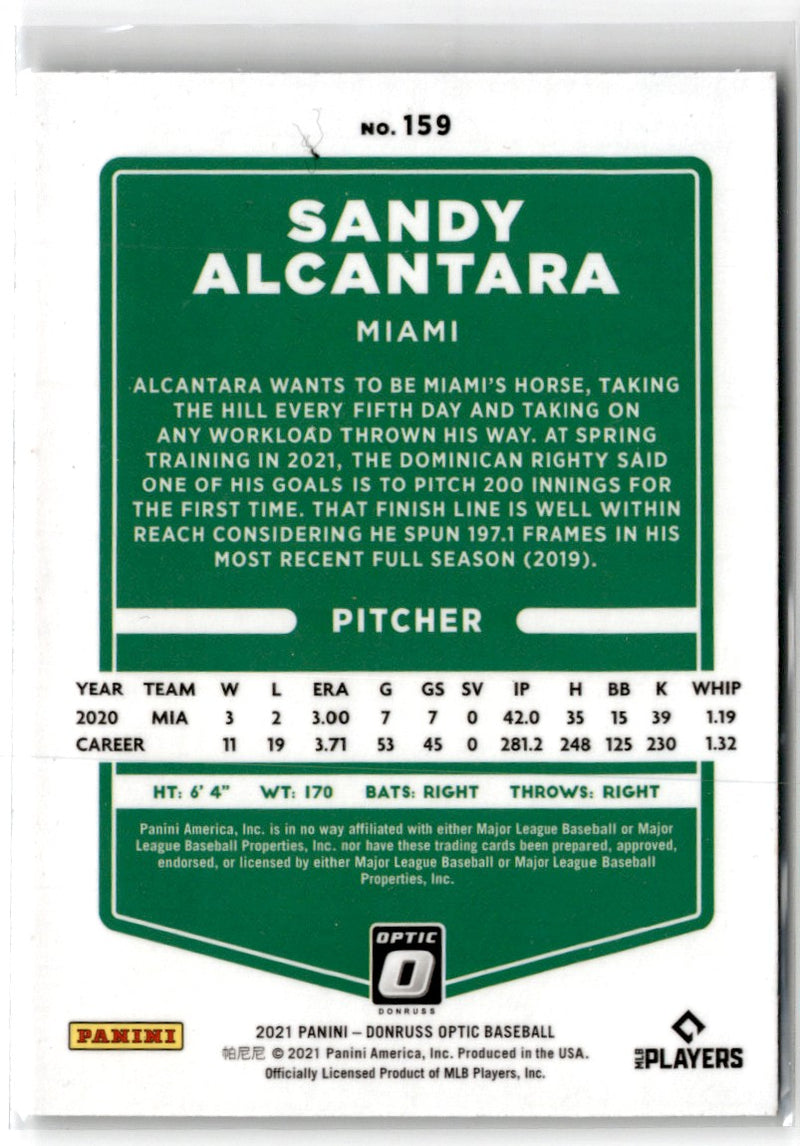 NO. 159
SANDY
ALCANTARA
MIAMI
ALCANTARA WANTS TO BE MIAMI'S HORSE, TAKING
THE HILL EVERY FIFTH DAY AND TAKING ON
ANY WORKLOAD THROWN HIS WAY. AT SPRING
TRAINING IN 2021, THE DOMINICAN RIGHTY SAID
ONE OF HIS GOALS IS TO PITCH 200 INNINGS FOR
THE FIRST TIME. THAT FINISH LINE IS WELL WITHIN
REACH CONSIDERING HE SPUN 197.1 FRAMES IN HIS
MOST RECENT FULL SEASON (2019).
PITCHER
YEAR TEAM W L ERA G GS SV IP H BB K WHIP
2020 MIA 3 2 3.00 7 7 0 42.0 35 15 39 1.19
CAREER 11 19 3.71 53 45 0 281.2 248 125 230 1.32
HT: 6' 4" WT: 170 BATS: RIGHT THROWS: RIGHT
Panini America, Inc. is in no way affiliated with either Major League Baseball or Major
League Baseball Properties, Inc. nor have these trading cards been prepared, approved,
endorsed, or licensed by either Major League Baseball or Major League Baseball
Properties, Inc.
OPTIC
O
DONRUSS
PANINI
2021 PANINI – DONRUSS OPTIC BASEBALL
帕尼尼 © 2021 Panini America, Inc. Produced in the USA.
Officially Licensed Product of MLB Players, Inc.
MLB PLAYERS